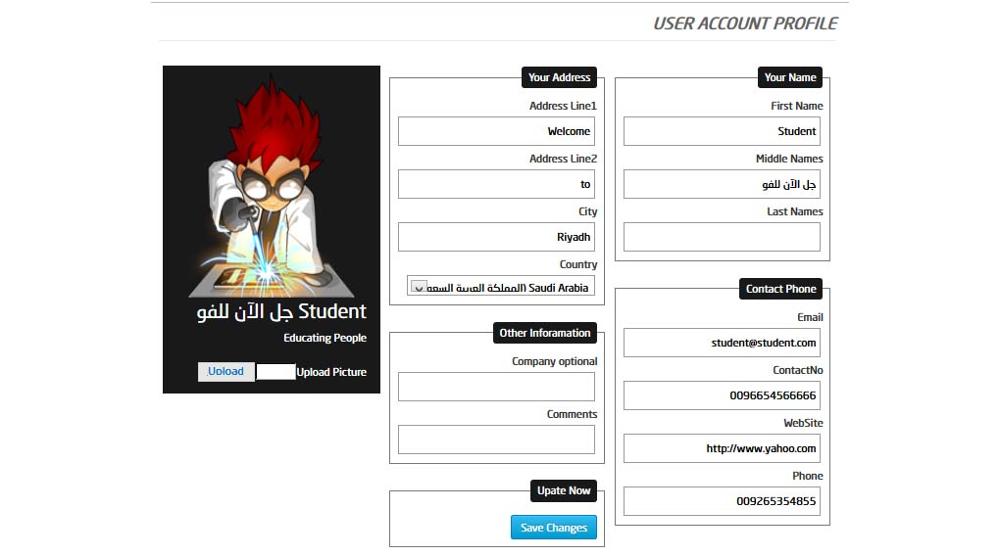 USER ACCOUNT PROFILE
Your Name
First Name
Student
Middle Names
جل الآن للفو
Last Names
Contact Phone
Email
student@student.com
ContactNo
0096654566666
WebSite
http://www.yahoo.com
Phone
009265354855
Your Address
Address Line1
Welcome
Address Line2
to
City
Riyadh
Country
Saudi Arabia (المملكة العربية السعو
Other Inforamation
Company optional
Comments
Upate Now
Save Changes
Student جل الآن للفو
Educating People
Upload Picture
Upload